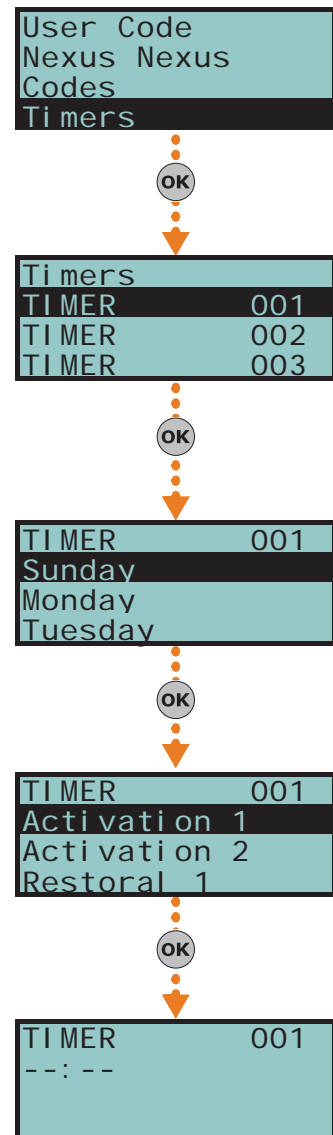 User Code
Nexus Nexus
Codes
Timers
OK
Timers
TIMER 001
TIMER 002
TIMER 003
OK
TIMER 001
Sunday
Monday
Tuesday
OK
TIMER 001
Activation 1
Activation 2
Restoral 1
OK
TIMER 001
--:--